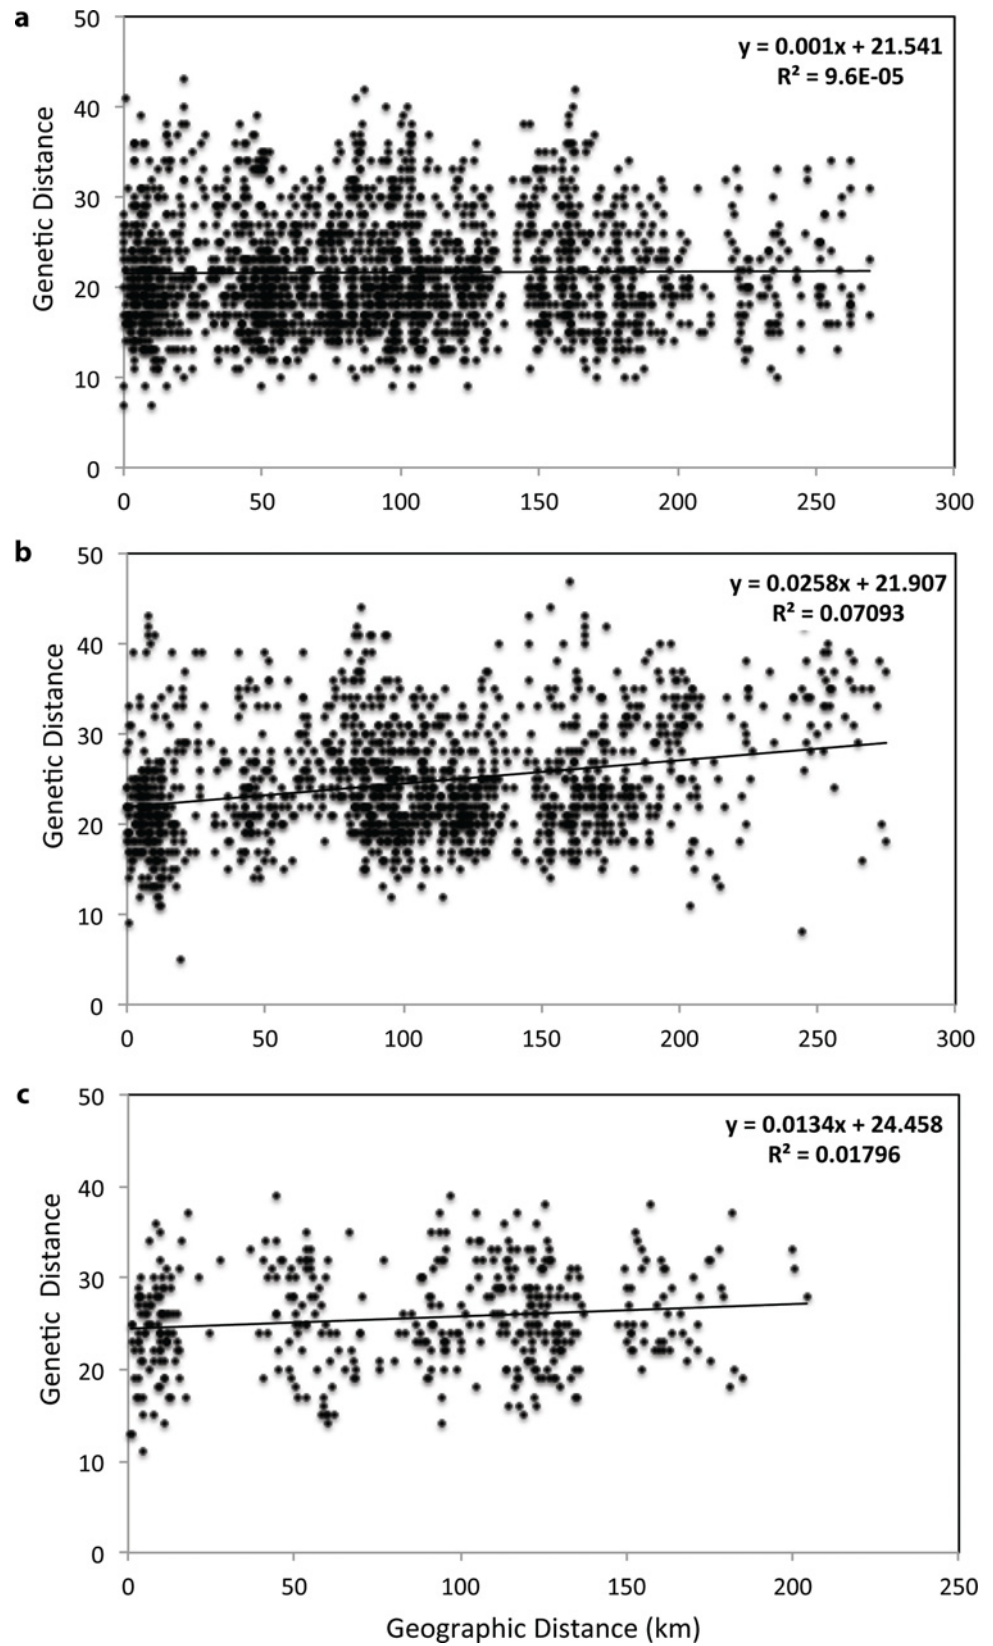 a
50
40
30
20
10
0
Genetic Distance
y = 0.001x + 21.541
R² = 9.6E-05
0 50 100 150 200 250 300
b
50
40
30
20
10
0
Genetic Distance
y = 0.0258x + 21.907
R² = 0.07093
0 50 100 150 200 250 300
c
50
40
30
20
10
0
Genetic Distance
y = 0.0134x + 24.458
R² = 0.01796
0 50 100 150 200 250
Geographic Distance (km)